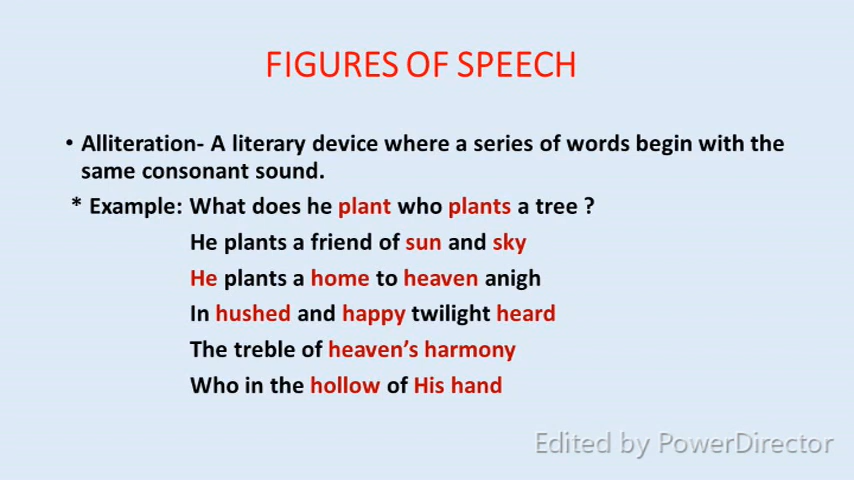 FIGURES OF SPEECH
• Alliteration- A literary device where a series of words begin with the
same consonant sound.
* Example: What does he plant who plants a tree ?
He plants a friend of sun and sky
He plants a home to heaven anigh
In hushed and happy twilight heard
The treble of heaven's harmony
Who in the hollow of His hand
Edited by PowerDirector